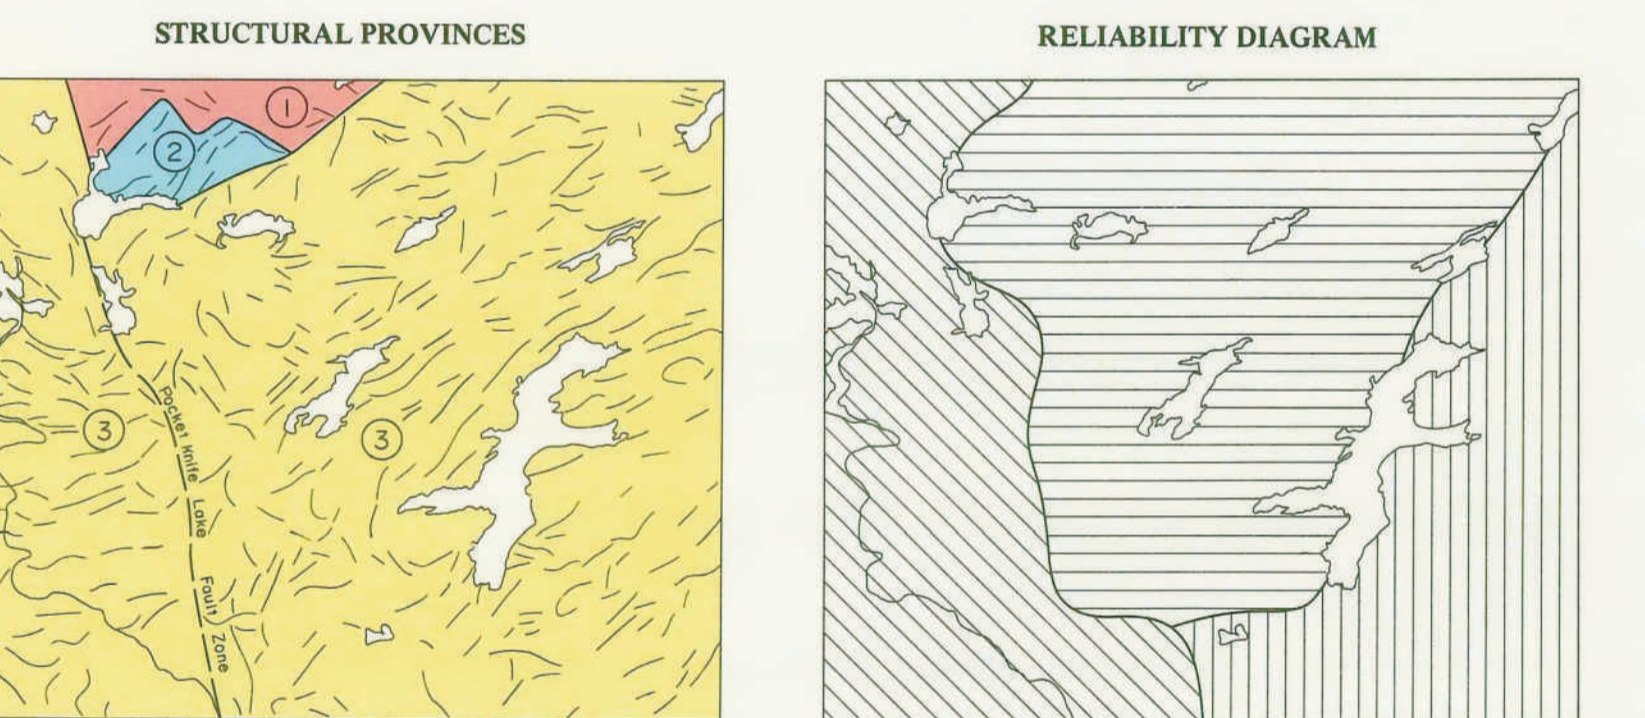 STRUCTURAL PROVINCES
RELIABILITY DIAGRAM
1
2
3
3
Pocket Knife Lake Fault Zone